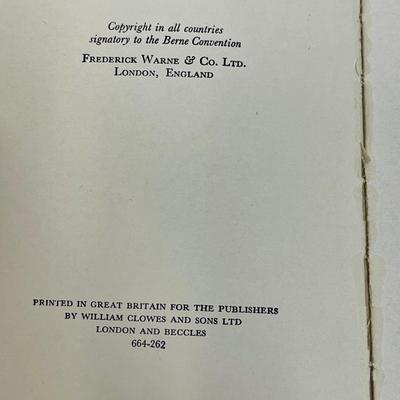 Copyright in all countries
signatory to the Berne Convention
FREDERICK WARNE & CO. LTD.
LONDON, ENGLAND
PRINTED IN GREAT BRITAIN FOR THE PUBLISHERS
BY WILLIAM CLOWES AND SONS LTD
LONDON AND BECCLES
664-262